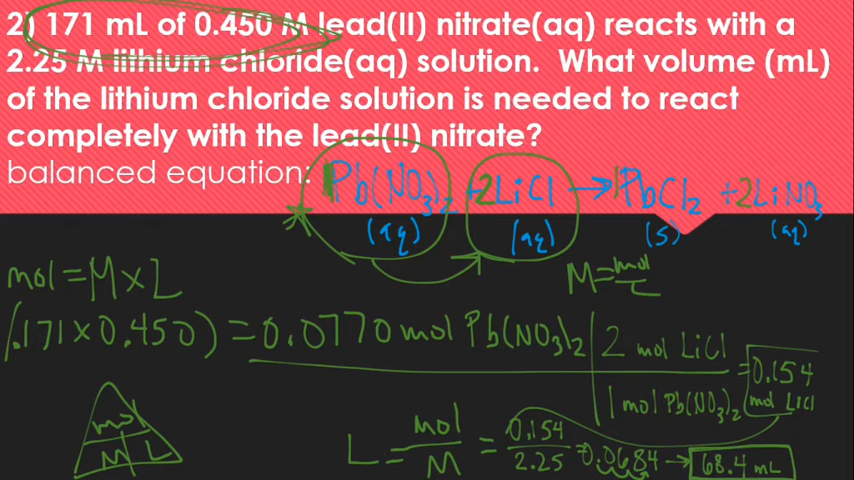 2) 171 mL of 0.450 M lead(II) nitrate(aq) reacts with a
2.25 M lithium chloride(aq) solution. What volume (mL)
of the lithium chloride solution is needed to react
completely with the lead(II) nitrate?
balanced equation: 1Pb(NO₃)₂ + 2LiCl → 1PbCl₂ + 2LiNO₃
(aq) (aq) (s) (aq)
mol = M × L
M = mol/L
(.171 × 0.450) = 0.0770 mol Pb(NO₃)₂ | 2 mol LiCl
1 mol Pb(NO₃)₂
= 0.154
mol LiCl
mol
M L
L = mol/M = 0.154/2.25 = 0.0684 → 68.4 mL